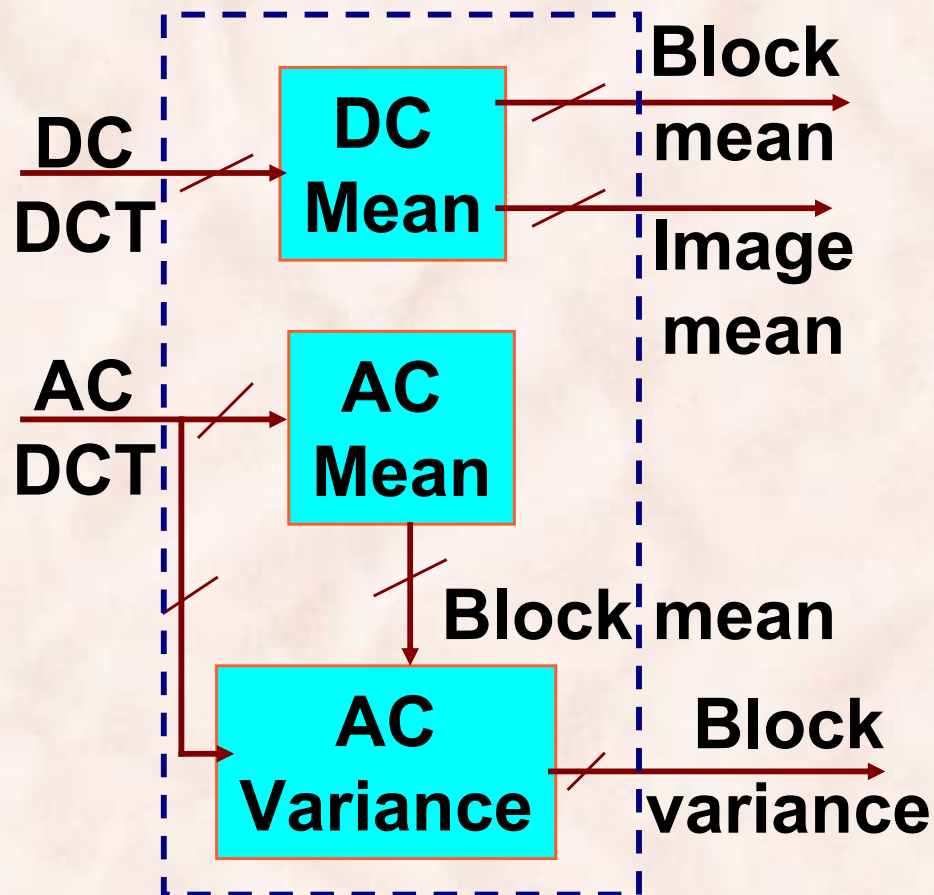 DC
DCT
DC
Mean
Block
mean
Image
mean
AC
DCT
AC
Mean
Block mean
AC
Variance
Block
variance